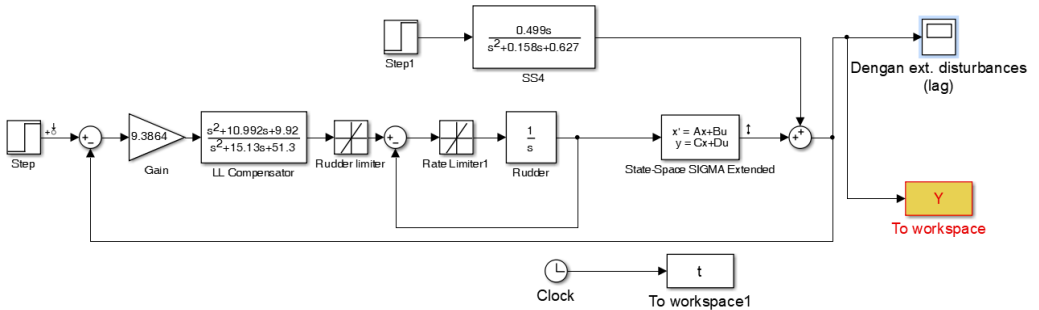 0.499s
s²+0.158s+0.627
Step1
SS4
Dengan ext. disturbances
(lag)
Step
+
−
9.3864
Gain
s²+10.992s+9.92
s²+15.13s+51.3
LL Compensator
Rudder limiter
+
−
Rate Limiter1
1
s
Rudder
x' = Ax+Bu
y = Cx+Du
State-Space SIGMA Extended
+
+
Y
To workspace
Clock
t
To workspace1